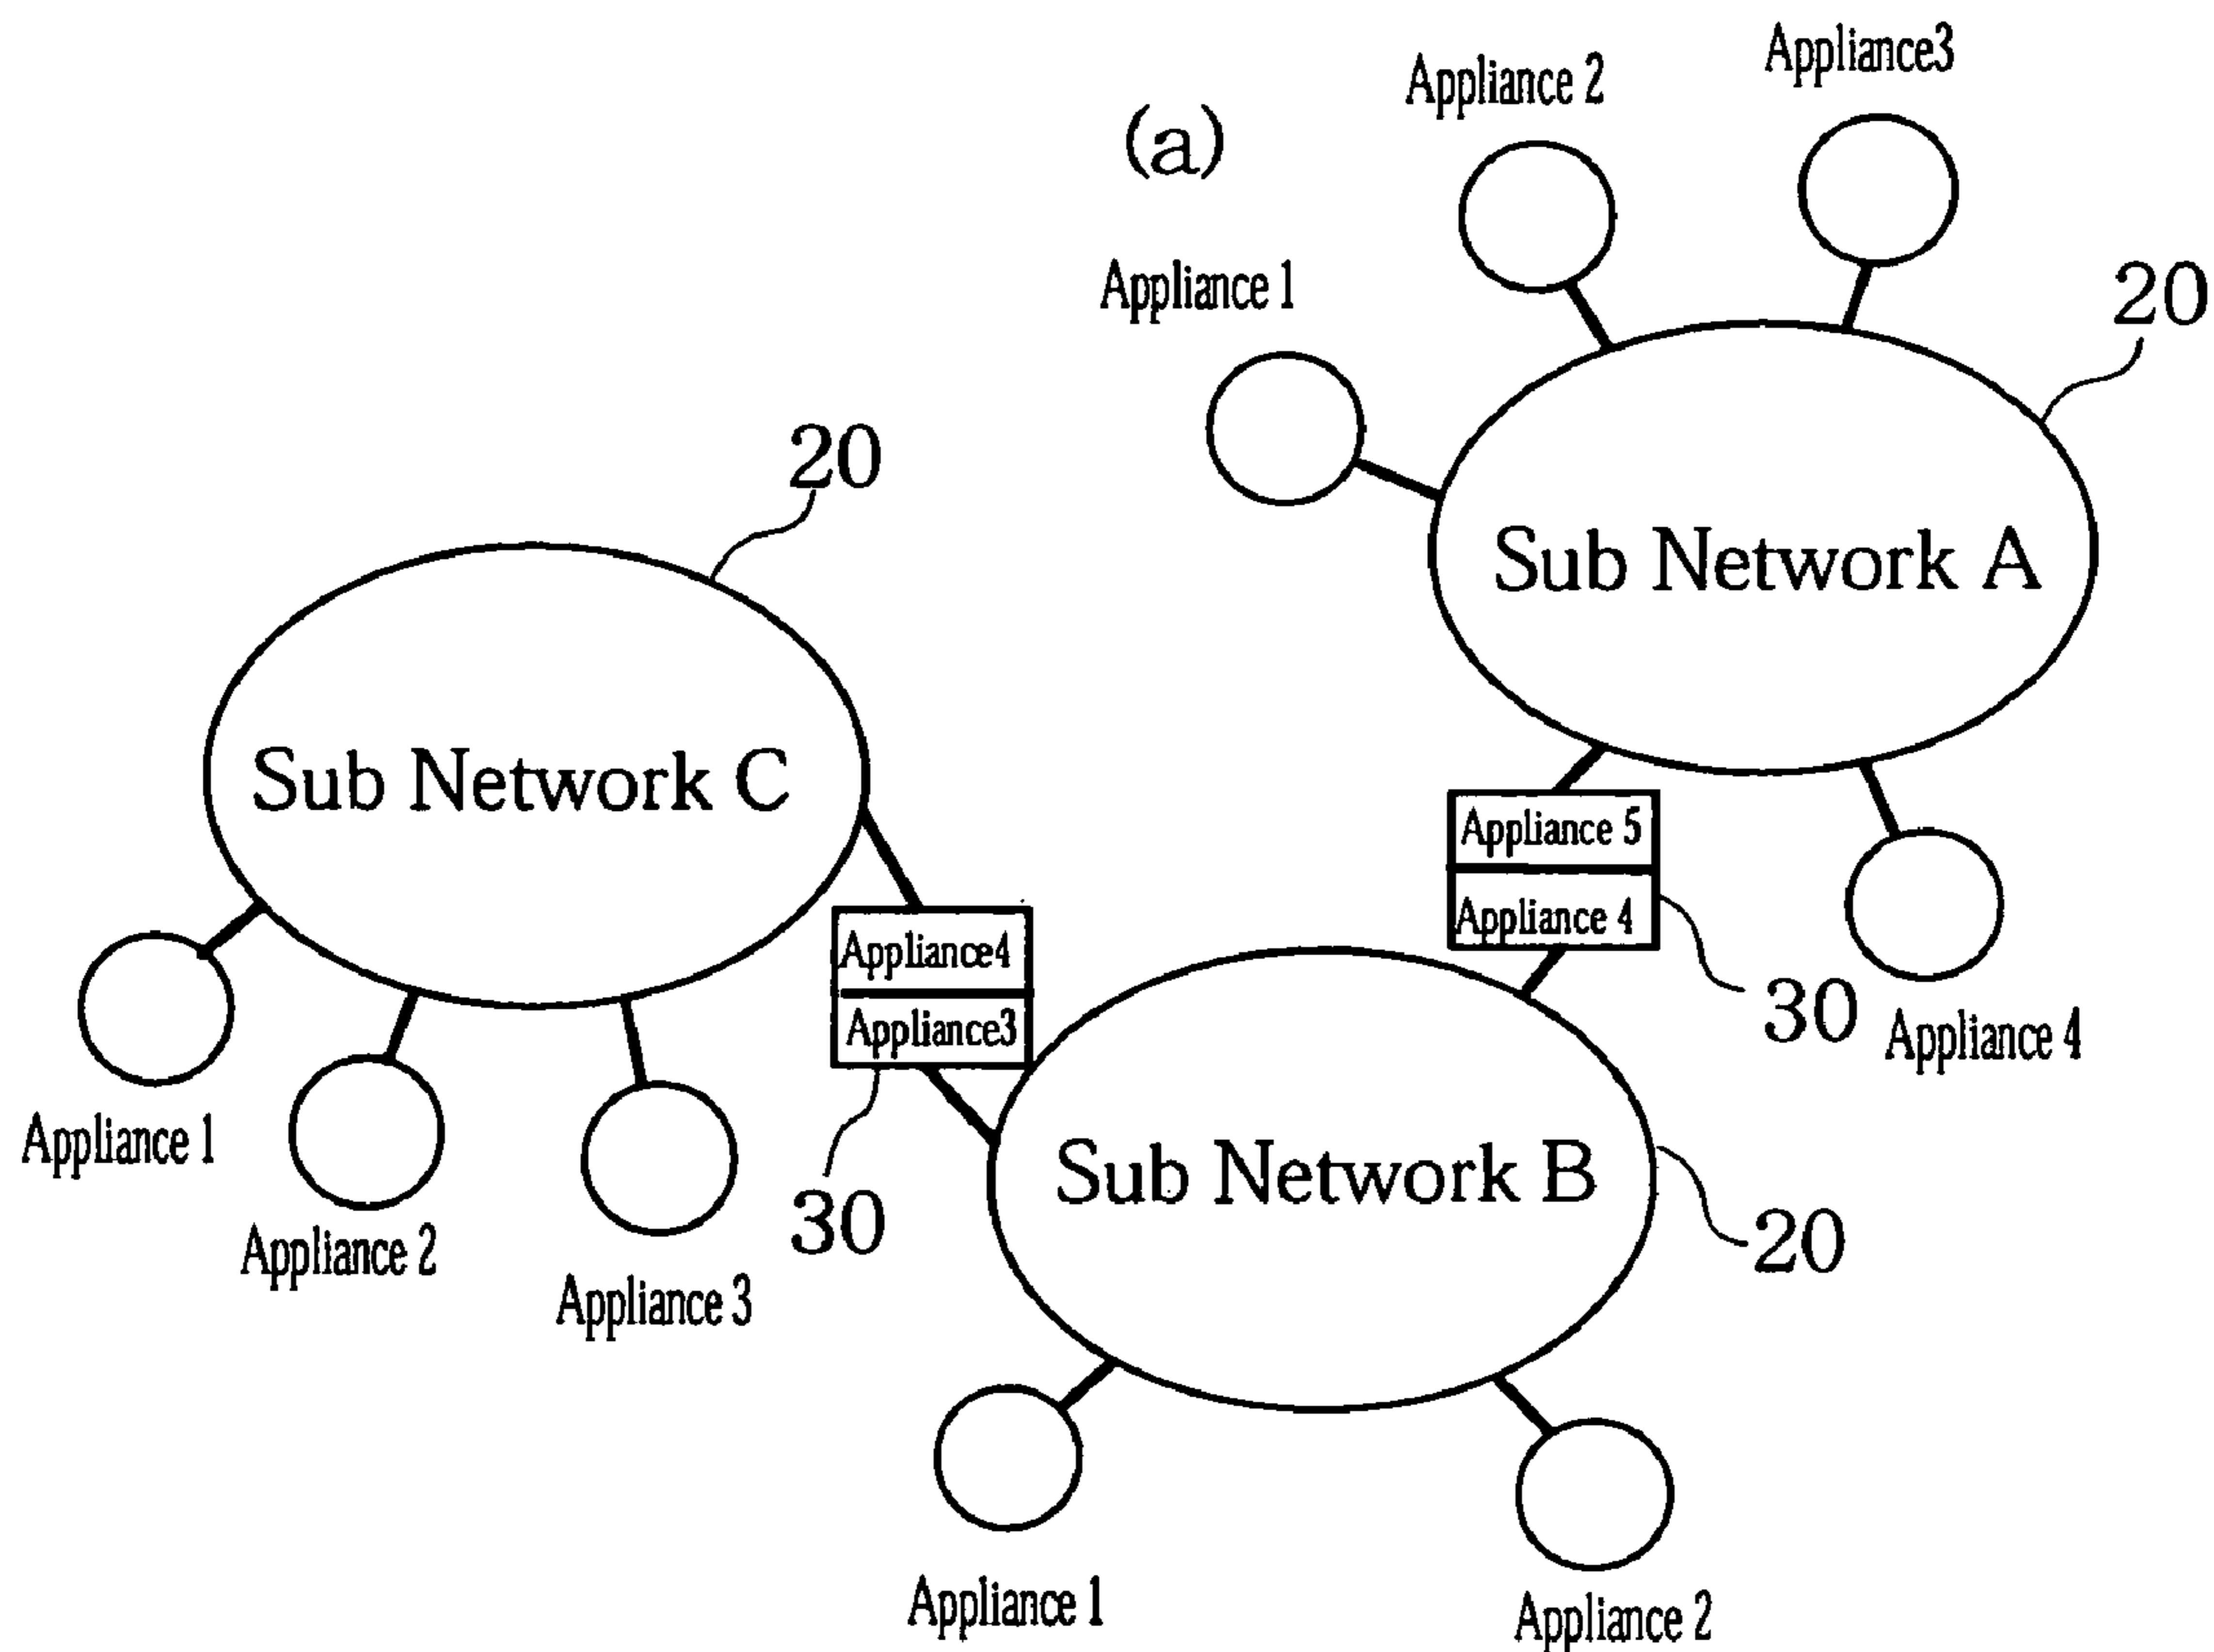 Appliance3
Appliance 2
(a)
Appliance 1
20
20
Sub Network A
Sub Network C
Appliance 5
Appliance 4
Appliance4
Appliance3
30
Appliance 4
Appliance 1
Sub Network B
30
20
Appliance 2
Appliance 3
Appliance 1
Appliance 2